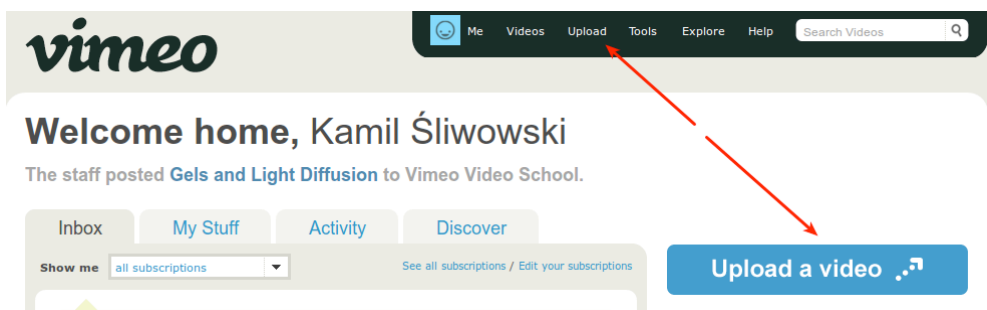 vimeo
Me Videos Upload Tools Explore Help Search Videos
Welcome home, Kamil Śliwowski
The staff posted Gels and Light Diffusion to Vimeo Video School.
Inbox My Stuff Activity Discover
Show me all subscriptions See all subscriptions / Edit your subscriptions
Upload a video